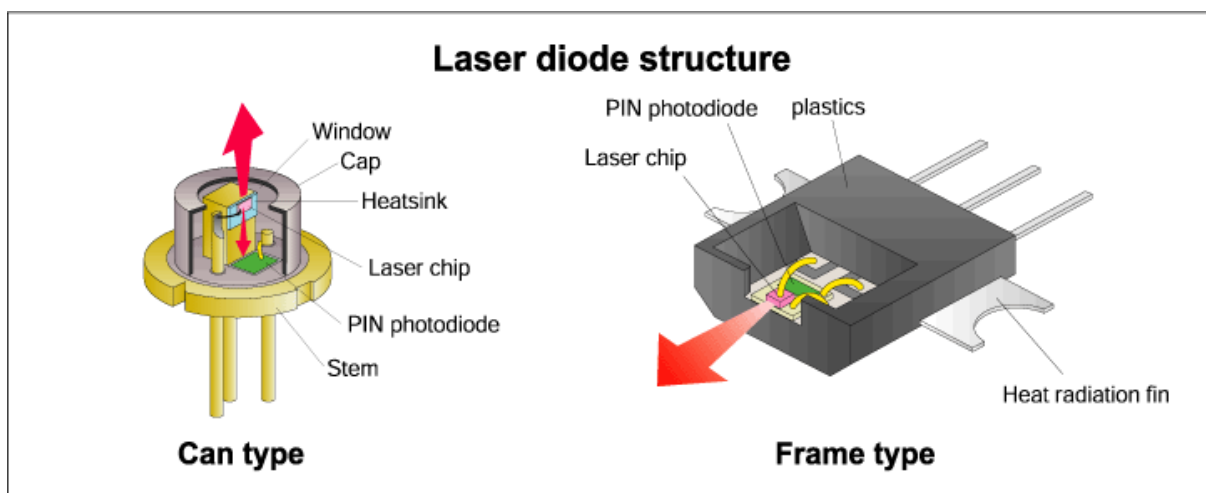 Laser diode structure
Window
Cap
Heatsink
Laser chip
PIN photodiode
Stem
Can type
PIN photodiode
plastics
Laser chip
Heat radiation fin
Frame type